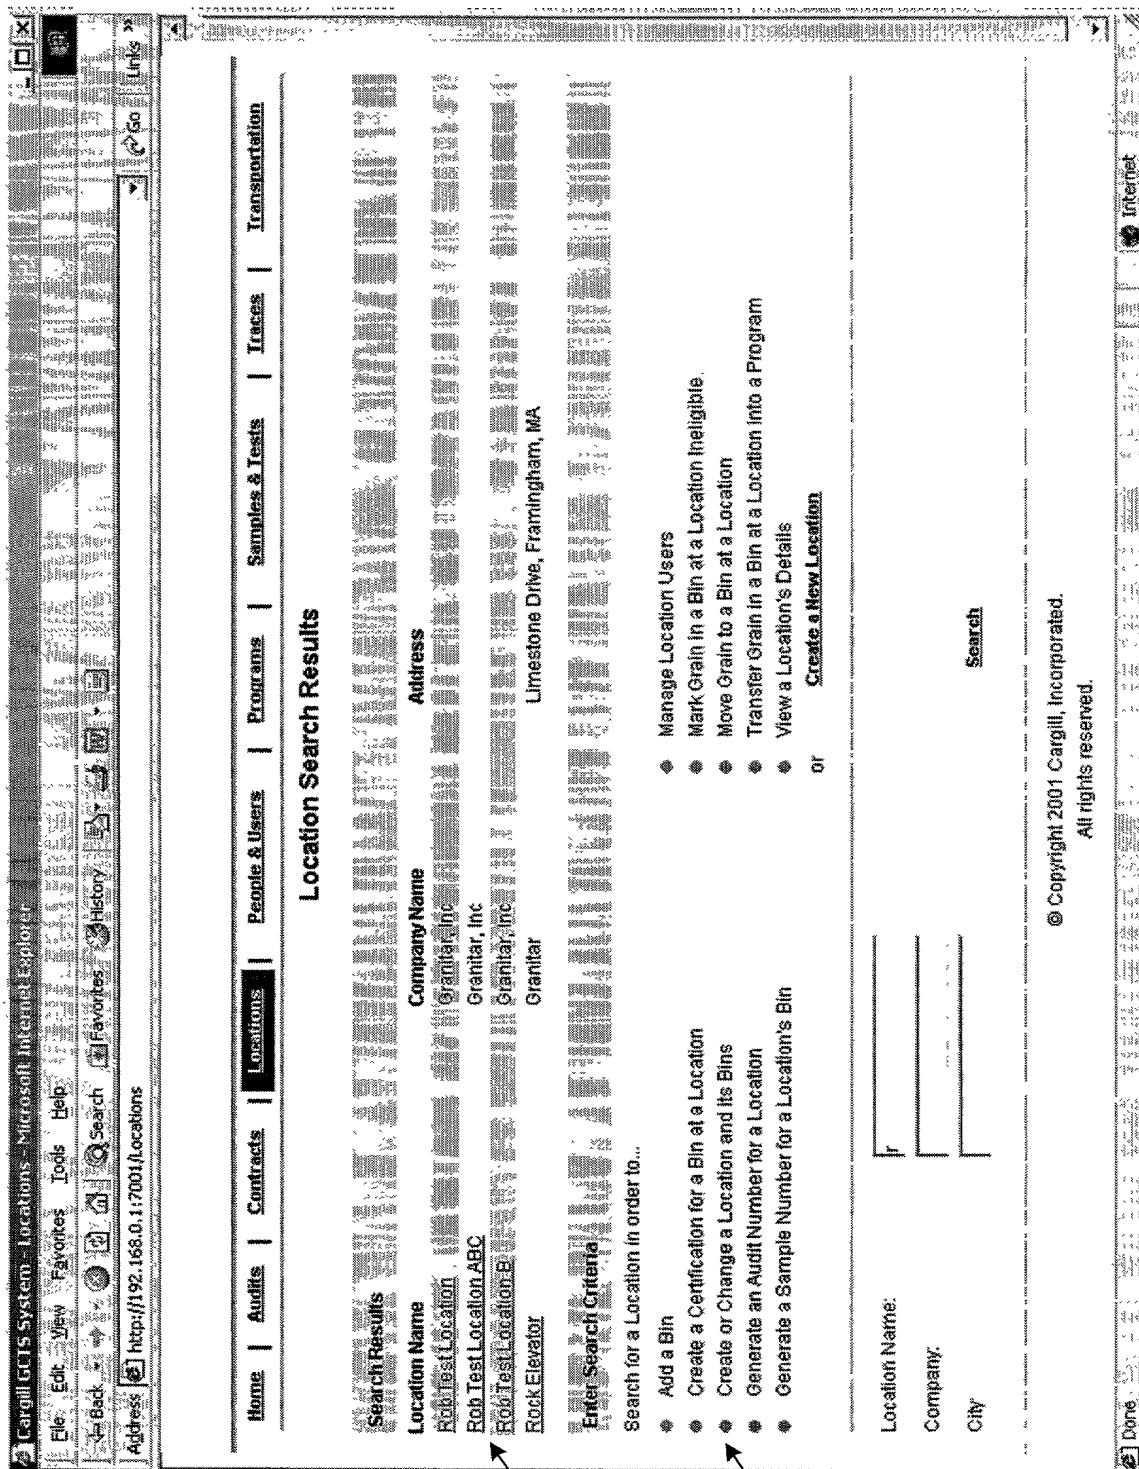 Cargill GCTS System - Locations - Microsoft Internet Explorer
File Edit View Favorites Tools Help
Back Search Favorites History
Address http://192.168.0.1:7001/Locations Go Links »
Home | Audits | Contracts | Locations | People & Users | Programs | Samples & Tests | Traces | Transportation
Location Search Results
Search Results
Location Name Company Name Address
Rob Test Location Granitar, Inc
Rob Test Location ABC Granitar, Inc
Rob Test Location B Granitar, Inc
Rock Elevator Granitar Limestone Drive, Framingham, MA
Enter Search Criteria
Search for a Location in order to...
Add a Bin
Create a Certification for a Bin at a Location
Create or Change a Location and its Bins
Generate an Audit Number for a Location
Generate a Sample Number for a Location's Bin
Manage Location Users
Mark Grain in a Bin at a Location Ineligible
Move Grain to a Bin at a Location
Transfer Grain in a Bin at a Location into a Program
View a Location's Details
or Create a New Location
Location Name: r
Company:
City
Search
© Copyright 2001 Cargill, Incorporated.
All rights reserved.
Done Internet